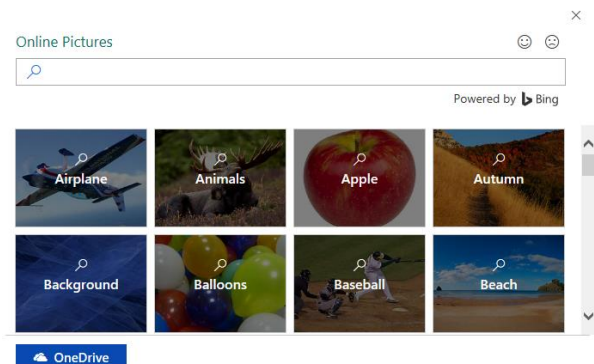 Online Pictures
Powered by Bing
Airplane
Animals
Apple
Autumn
Background
Balloons
Baseball
Beach
OneDrive